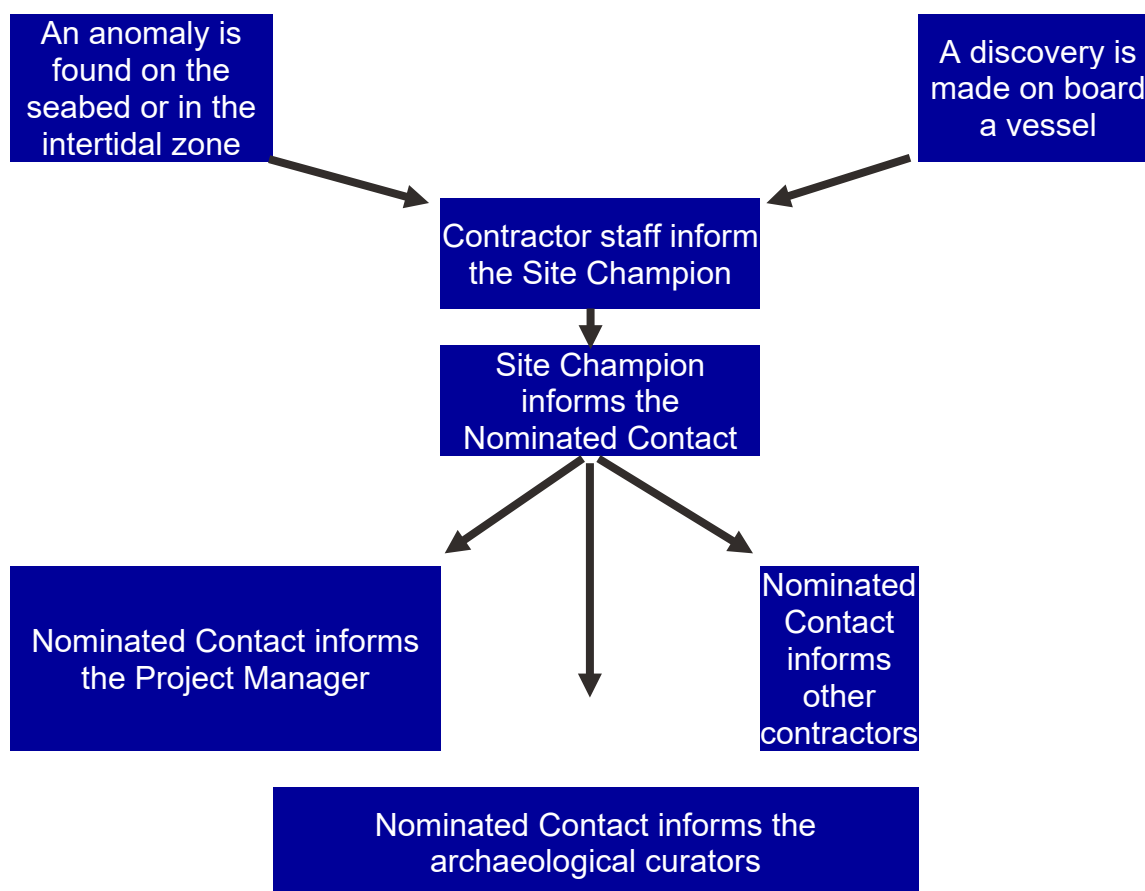 An anomaly is
found on the
seabed or in the
intertidal zone
A discovery is
made on board
a vessel
Contractor staff inform
the Site Champion
Site Champion
informs the
Nominated Contact
Nominated Contact informs
the Project Manager
Nominated
Contact
informs
other
contractors
Nominated Contact informs the
archaeological curators